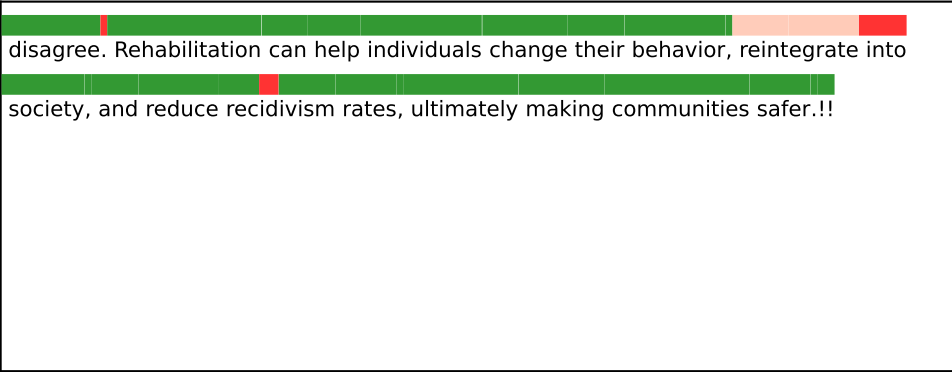 disagree. Rehabilitation can help individuals change their behavior, reintegrate into
society, and reduce recidivism rates, ultimately making communities safer.!!